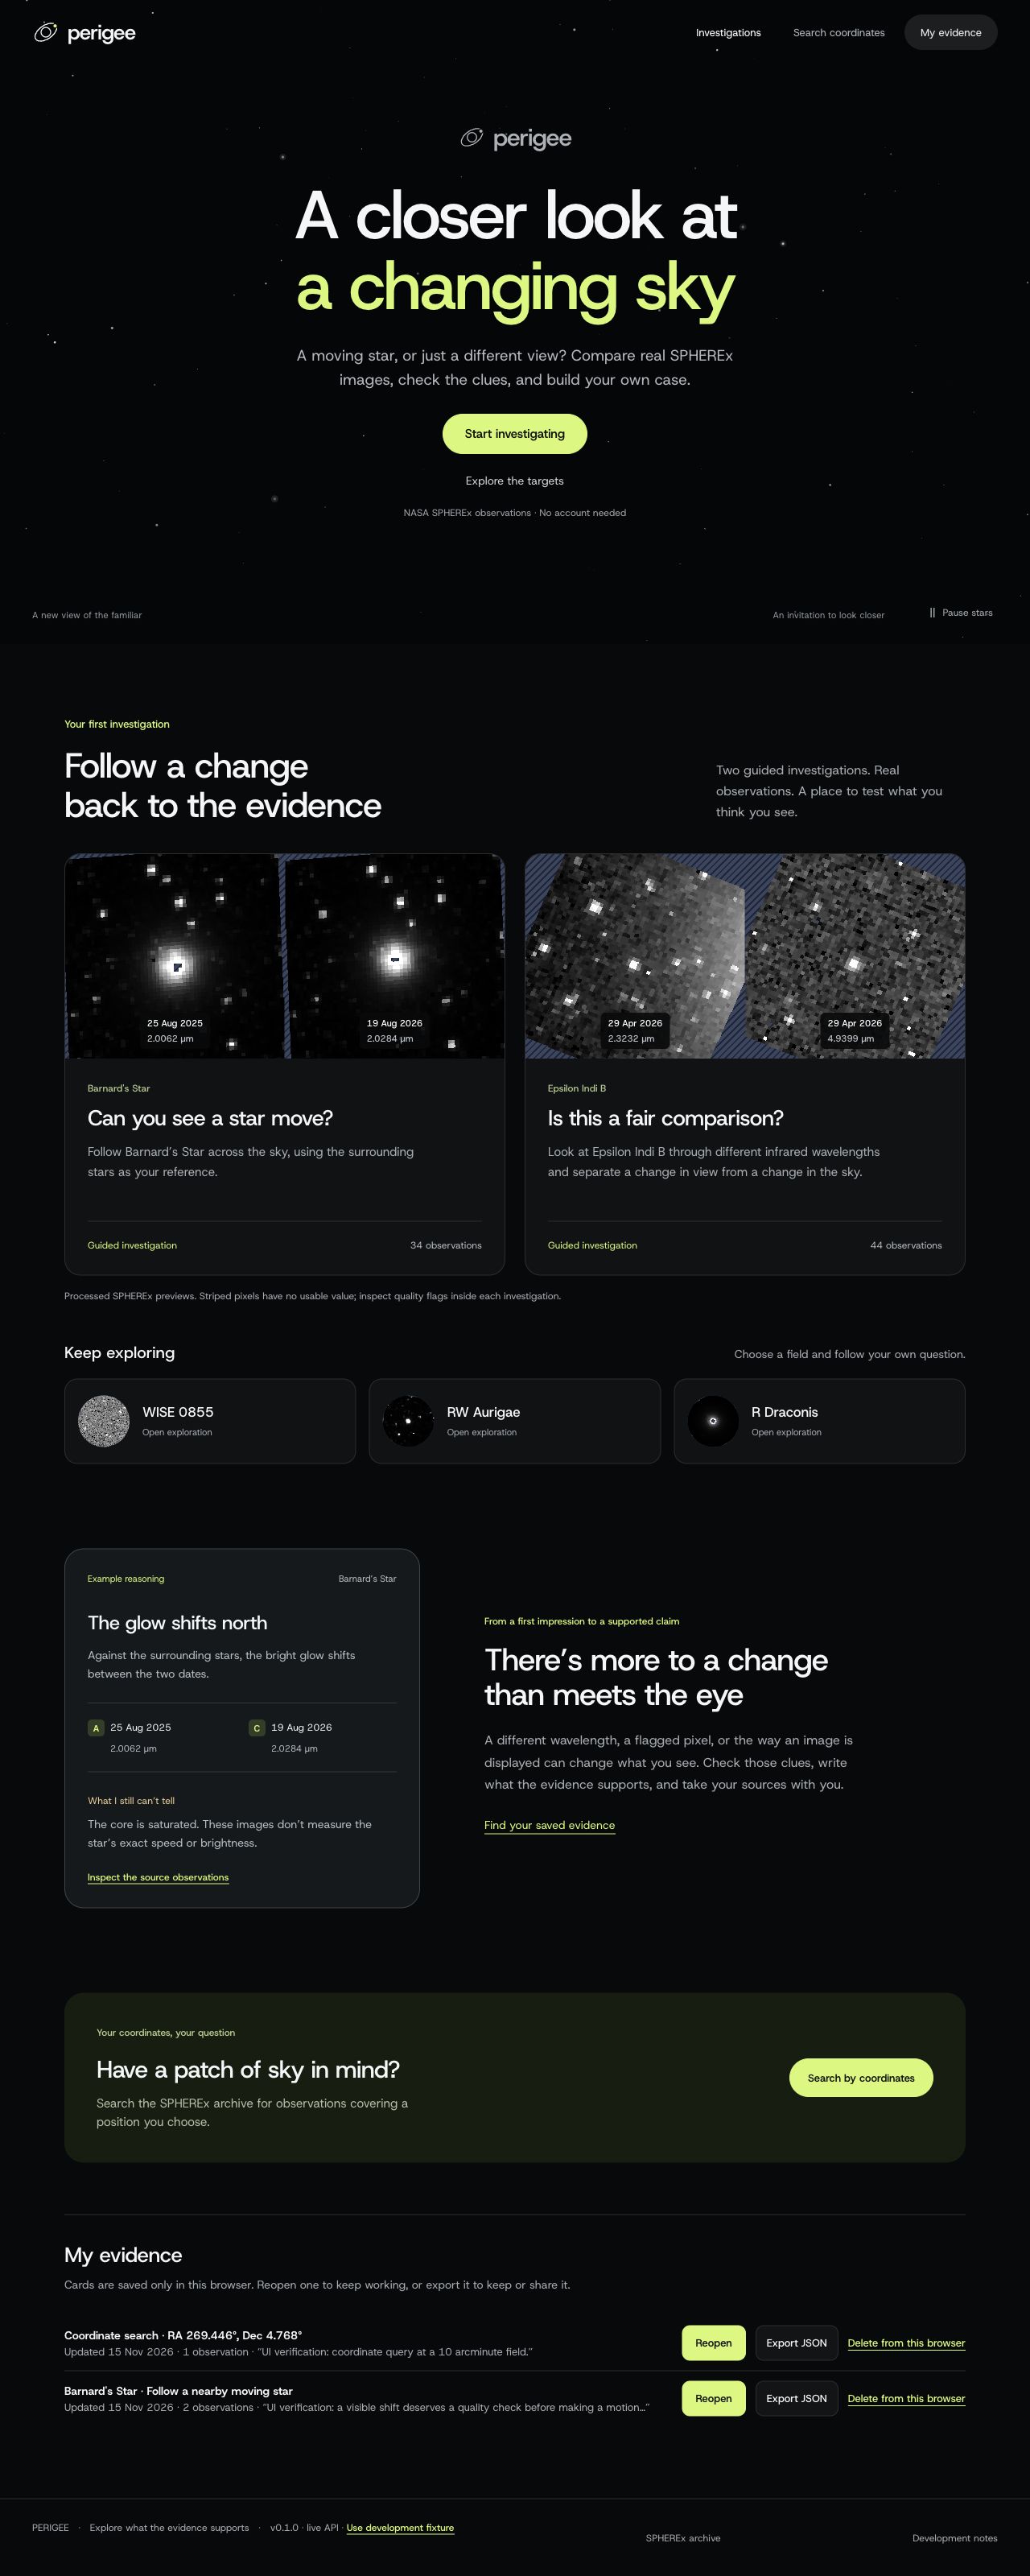 perigee
Investigations
Search coordinates
My evidence
perigee
A closer look at
a changing sky
A moving star, or just a different view? Compare real SPHEREx
images, check the clues, and build your own case.
Start investigating
Explore the targets
NASA SPHEREx observations · No account needed
A new view of the familiar
An invitation to look closer
Pause stars
Your first investigation
Follow a change
back to the evidence
Two guided investigations. Real
observations. A place to test what you
think you see.
25 Aug 2025
2.0062 µm
19 Aug 2026
2.0284 µm
29 Apr 2026
2.3232 µm
29 Apr 2026
4.9399 µm
Barnard's Star
Can you see a star move?
Follow Barnard’s Star across the sky, using the surrounding
stars as your reference.
Guided investigation
34 observations
Epsilon Indi B
Is this a fair comparison?
Look at Epsilon Indi B through different infrared wavelengths
and separate a change in view from a change in the sky.
Guided investigation
44 observations
Processed SPHEREx previews. Striped pixels have no usable value; inspect quality flags inside each investigation.
Keep exploring
Choose a field and follow your own question.
WISE 0855
Open exploration
RW Aurigae
Open exploration
R Draconis
Open exploration
Example reasoning
Barnard’s Star
The glow shifts north
Against the surrounding stars, the bright glow shifts
between the two dates.
A
25 Aug 2025
2.0062 µm
C
19 Aug 2026
2.0284 µm
What I still can’t tell
The core is saturated. These images don’t measure the
star’s exact speed or brightness.
Inspect the source observations
From a first impression to a supported claim
There’s more to a change
than meets the eye
A different wavelength, a flagged pixel, or the way an image is
displayed can change what you see. Check those clues, write
what the evidence supports, and take your sources with you.
Find your saved evidence
Your coordinates, your question
Have a patch of sky in mind?
Search the SPHEREx archive for observations covering a
position you choose.
Search by coordinates
My evidence
Cards are saved only in this browser. Reopen one to keep working, or export it to keep or share it.
Coordinate search · RA 269.446°, Dec 4.768°
Updated 15 Nov 2026 · 1 observation · “UI verification: coordinate query at a 10 arcminute field.”
Reopen
Export JSON
Delete from this browser
Barnard's Star · Follow a nearby moving star
Updated 15 Nov 2026 · 2 observations · “UI verification: a visible shift deserves a quality check before making a motion…”
Reopen
Export JSON
Delete from this browser
PERIGEE · Explore what the evidence supports · v0.1.0 · live API · Use development fixture
SPHEREx archive
Development notes